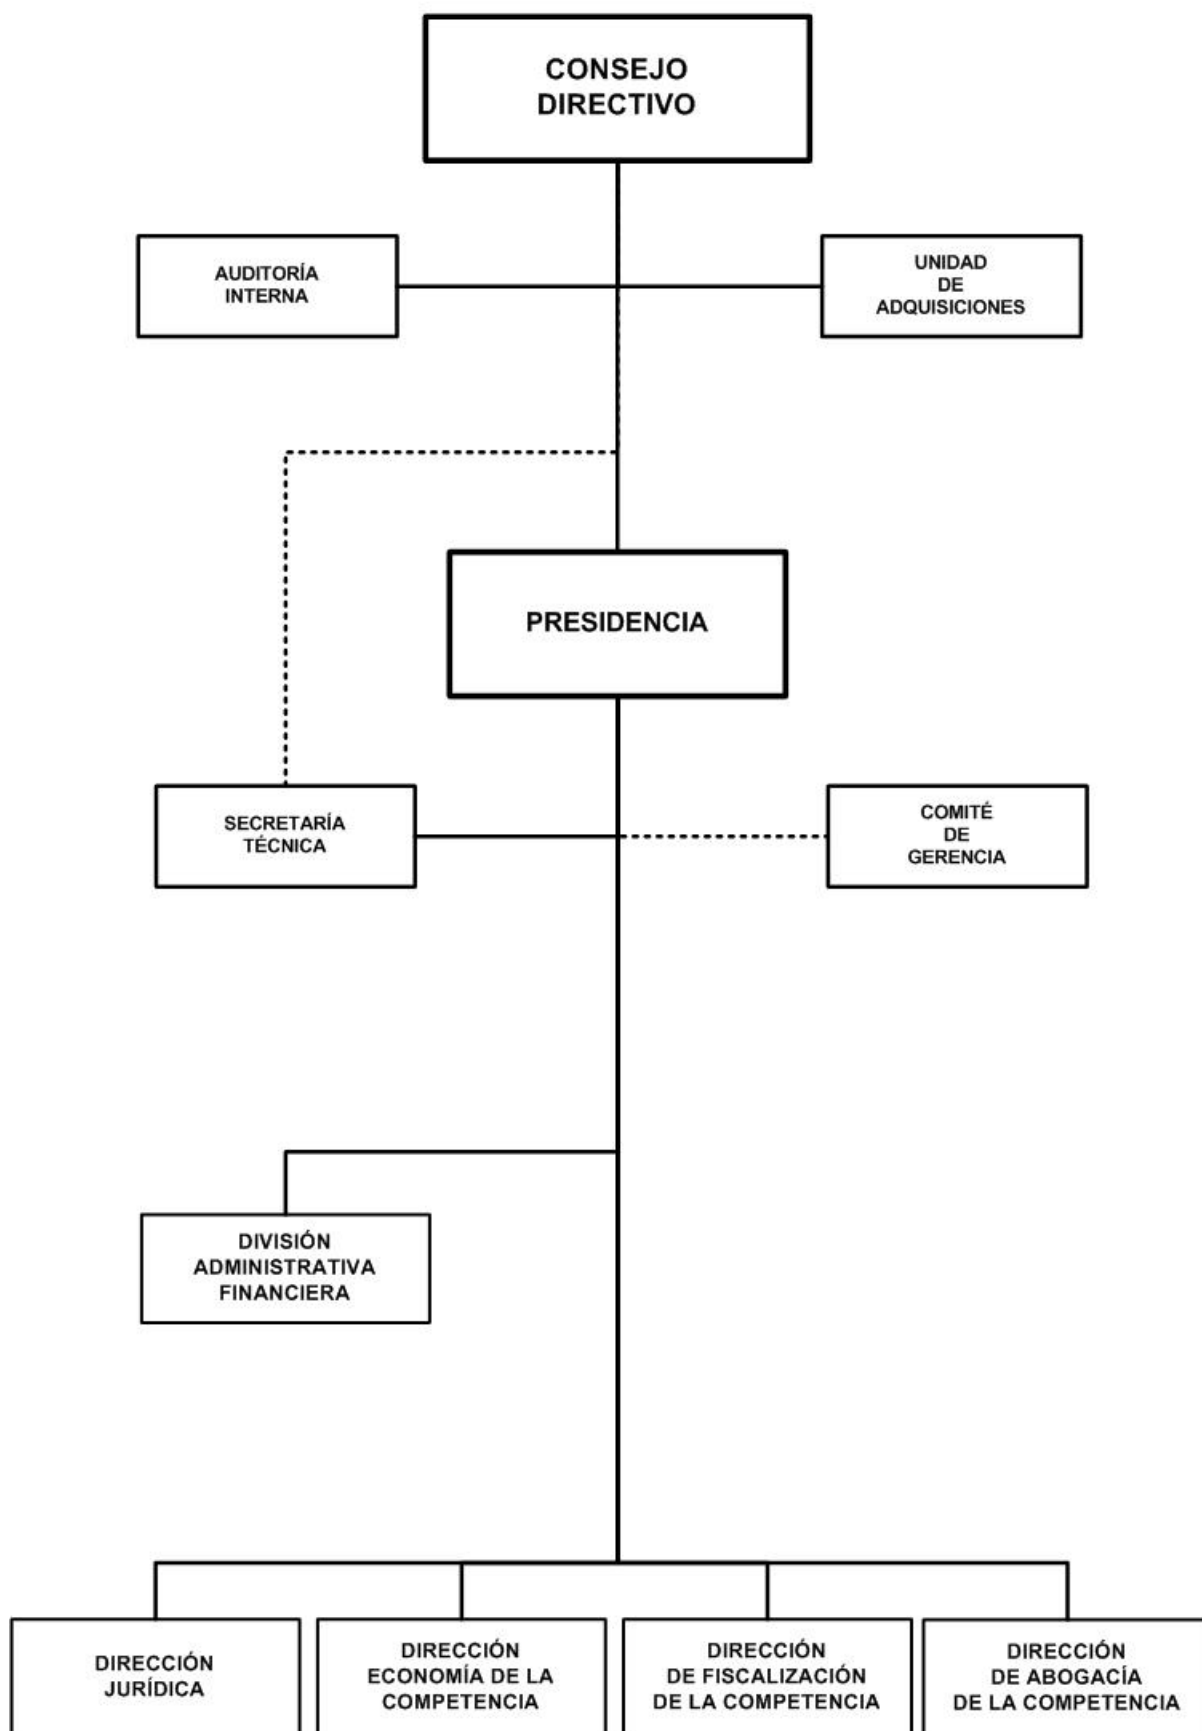 CONSEJO
DIRECTIVO
AUDITORÍA
INTERNA
UNIDAD
DE
ADQUISICIONES
PRESIDENCIA
SECRETARÍA
TÉCNICA
COMITÉ
DE
GERENCIA
DIVISIÓN
ADMINISTRATIVA
FINANCIERA
DIRECCIÓN
JURÍDICA
DIRECCIÓN
ECONOMÍA DE LA
COMPETENCIA
DIRECCIÓN
DE FISCALIZACIÓN
DE LA COMPETENCIA
DIRECCIÓN
DE ABOGACÍA
DE LA COMPETENCIA